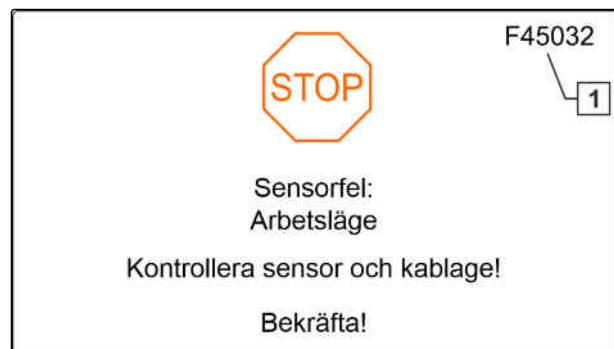 F45032
1
STOP
Sensorfel:
Arbetsläge
Kontrollera sensor och kablage!
Bekräfta!